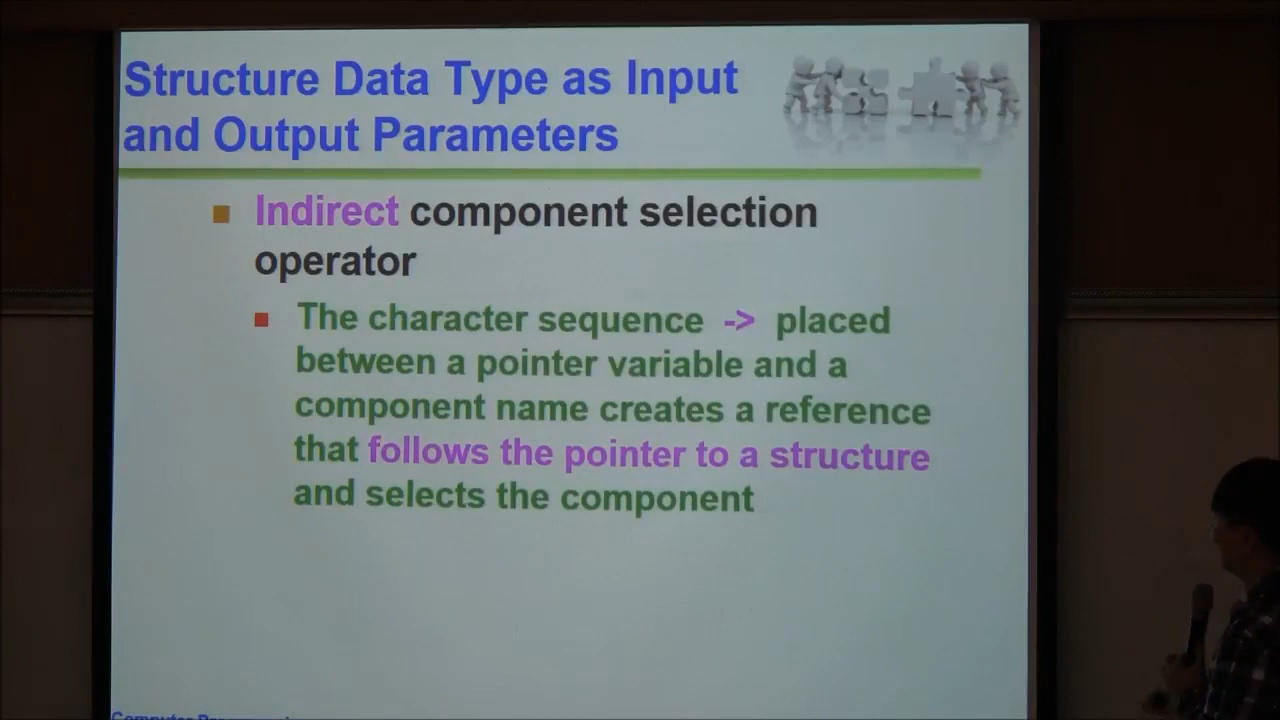 Structure Data Type as Input
and Output Parameters
Indirect component selection
operator
The character sequence -> placed
between a pointer variable and a
component name creates a reference
that follows the pointer to a structure
and selects the component
Computer